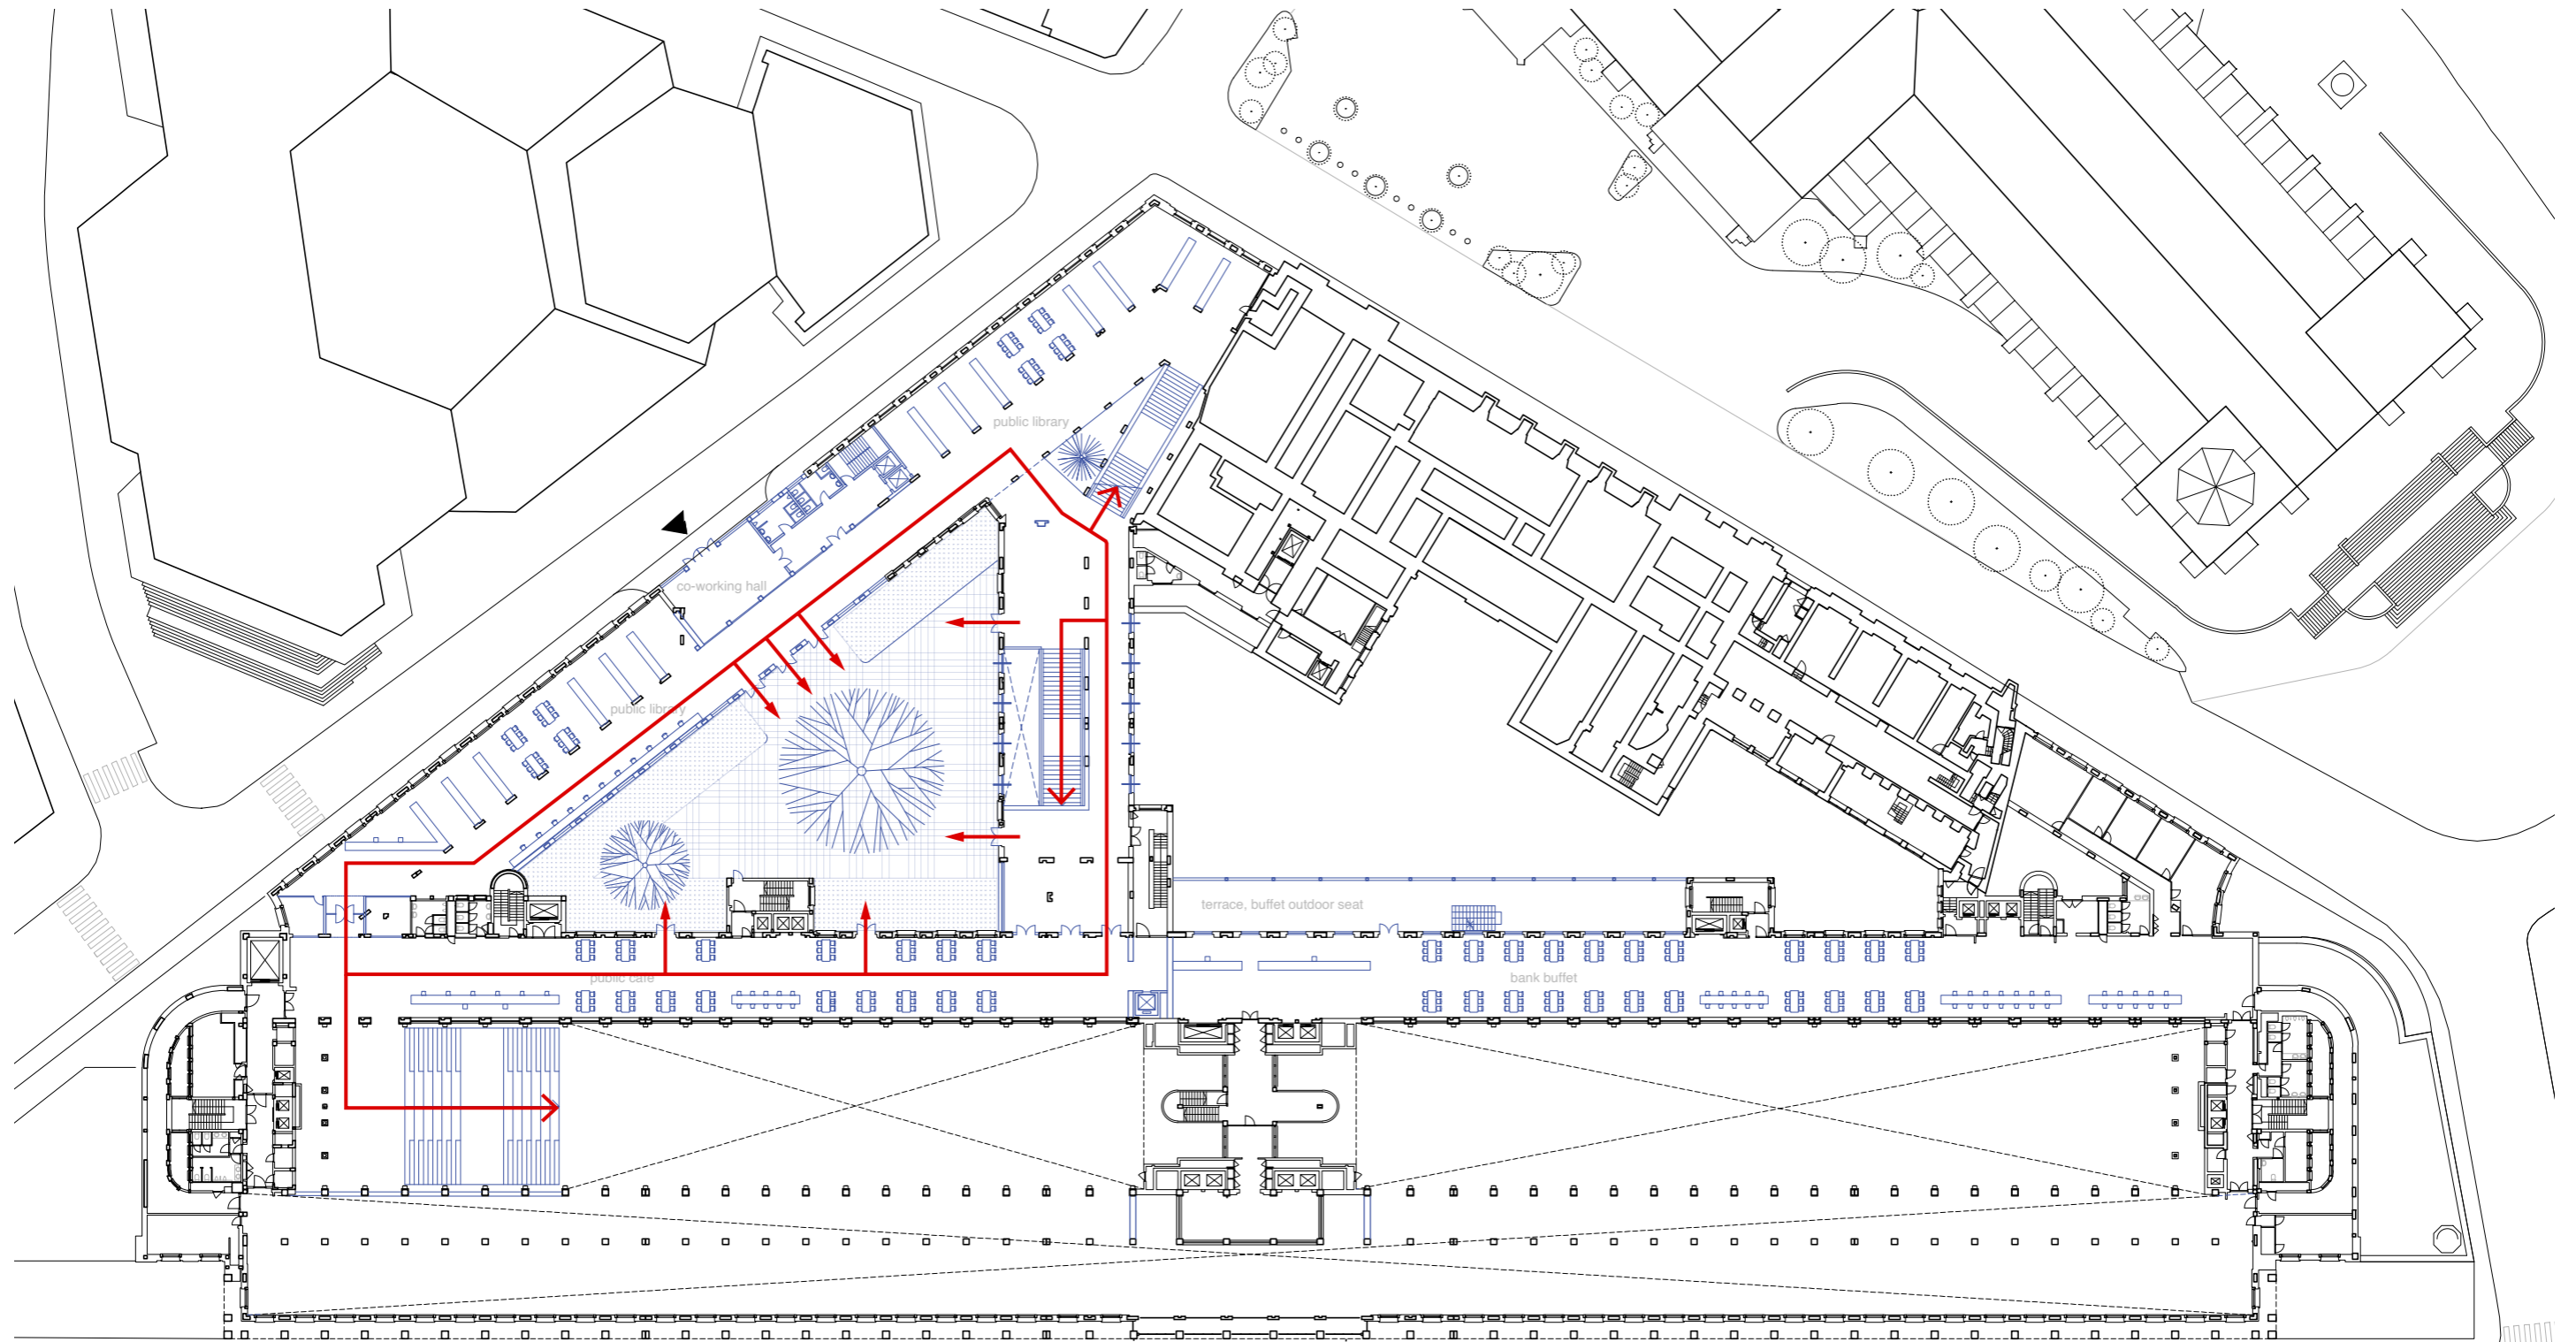 public library
co-working hall
public library
terrace, buffet outdoor seat
public cafe
bank buffet